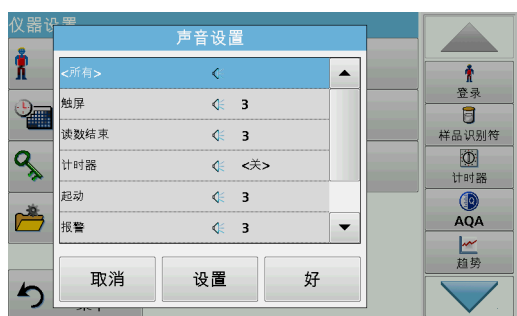 仪器设
声音设置
<所有>
触屏 3
读数结束 3
计时器 <关>
起动 3
报警 3
取消 设置 好
登录
样品识别符
计时器
AQA
趋势